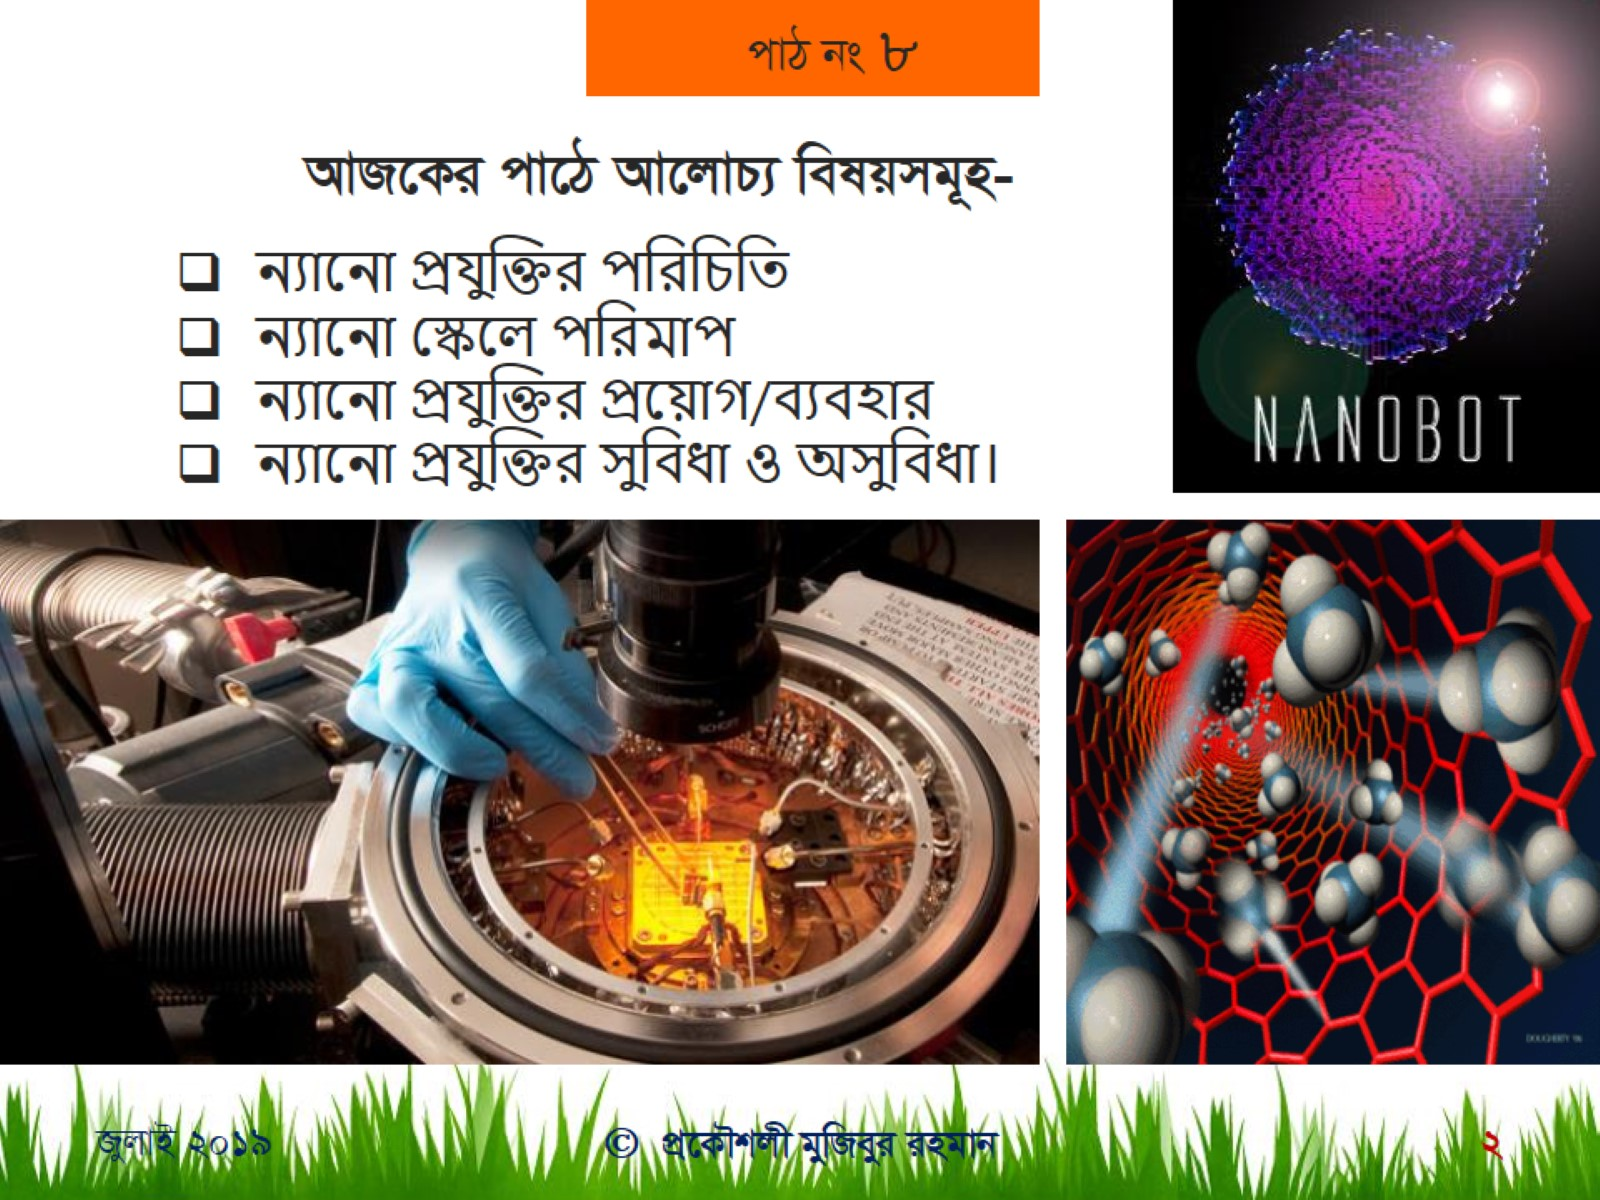 পাঠ নং ৮
আজকের পাঠে আলোচ্য বিষয়সমূহ-
ন্যানো প্রযুক্তির পরিচিতি
ন্যানো স্কেলে পরিমাপ
ন্যানো প্রযুক্তির প্রয়োগ/ব্যবহার
ন্যানো প্রযুক্তির সুবিধা ও অসুবিধা।
NANOBOT
SCHOTT
জুলাই ২০১৯
© প্রকৌশলী মুজিবুর রহমান
২